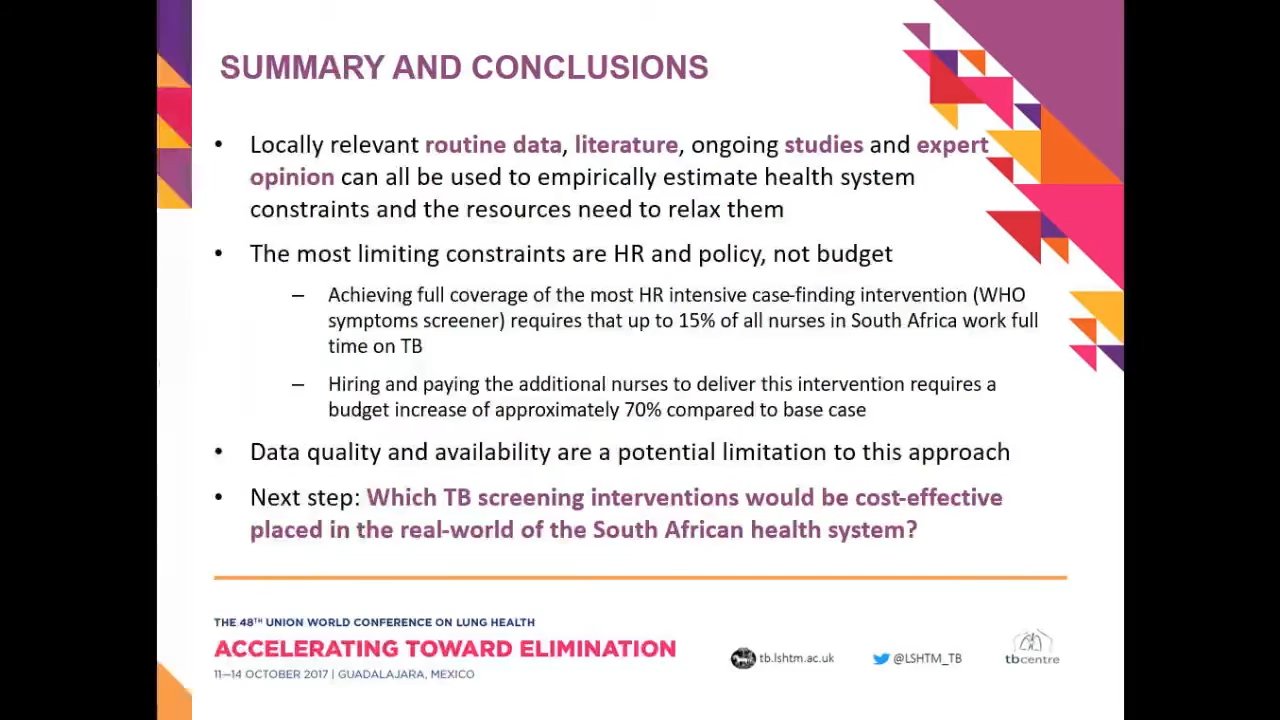 SUMMARY AND CONCLUSIONS
• Locally relevant routine data, literature, ongoing studies and expert
opinion can all be used to empirically estimate health system
constraints and the resources need to relax them
• The most limiting constraints are HR and policy, not budget
– Achieving full coverage of the most HR intensive case-finding intervention (WHO
symptoms screener) requires that up to 15% of all nurses in South Africa work full
time on TB
– Hiring and paying the additional nurses to deliver this intervention requires a
budget increase of approximately 70% compared to base case
• Data quality and availability are a potential limitation to this approach
• Next step: Which TB screening interventions would be cost-effective
placed in the real-world of the South African health system?
THE 48TH UNION WORLD CONFERENCE ON LUNG HEALTH
ACCELERATING TOWARD ELIMINATION
11–14 OCTOBER 2017 | GUADALAJARA, MEXICO
tb.lshtm.ac.uk
@LSHTM_TB
tbcentre